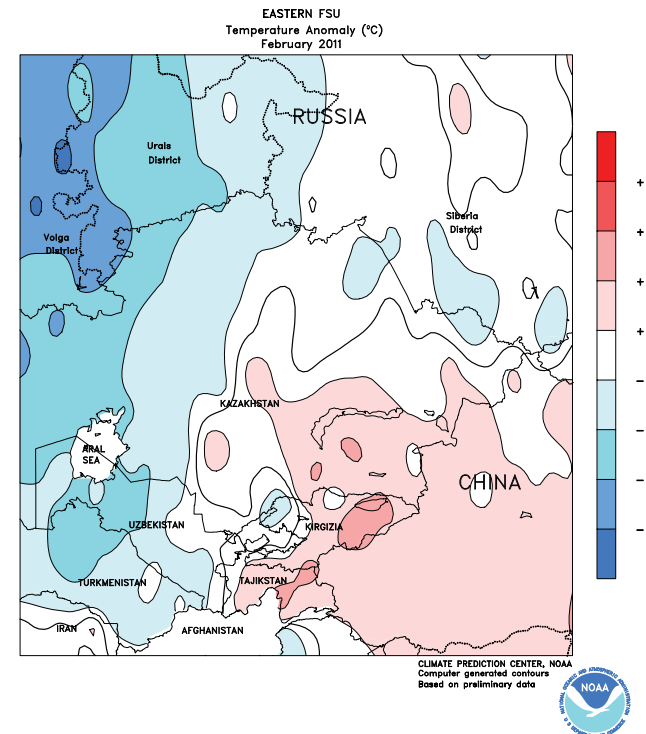 EASTERN FSU
Temperature Anomaly (°C)
February 2011
RUSSIA
Urals
District
Siberia
District
Volga
District
KAZAKHSTAN
ARAL
SEA
CHINA
UZBEKISTAN
KIRGIZIA
TURKMENISTAN
TAJIKSTAN
IRAN
AFGHANISTAN
+
+
+
+
−
−
−
−
CLIMATE PREDICTION CENTER, NOAA
Computer generated contours
Based on preliminary data
NOAA